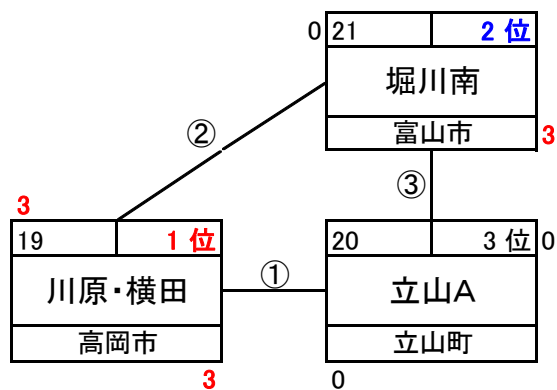 0 21 2 位
堀川南
富山市 3
②
③
3
19 1 位
20 3 位 0
川原・横田
①
立山A
高岡市
立山町
3
0